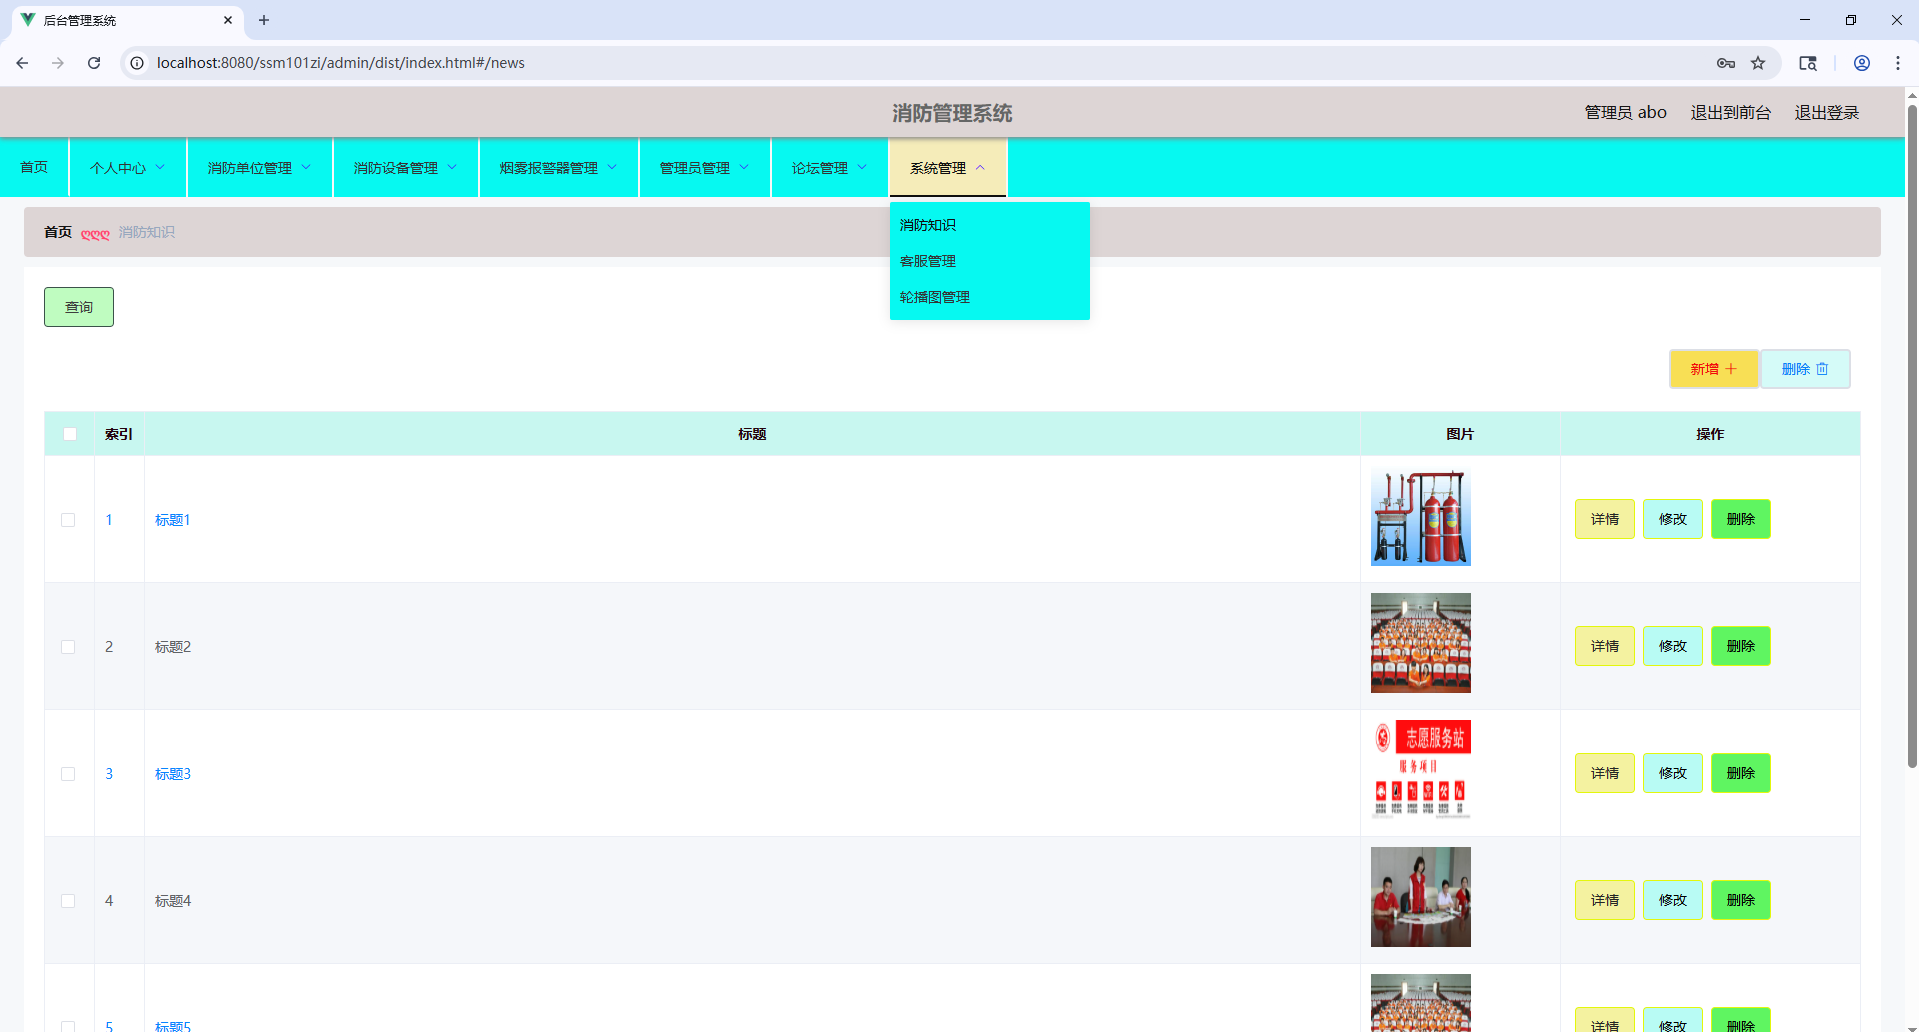 后台管理系统
localhost:8080/ssm101zi/admin/dist/index.html#/news
消防管理系统
管理员 abo 退出到前台 退出登录
首页 个人中心 消防单位管理 消防设备管理 烟雾报警器管理 管理员管理 论坛管理 系统管理
消防知识
客服管理
轮播图管理
首页 ღღღ 消防知识
查询
新增 删除
索引 标题 图片 操作
1 标题1 详情 修改 删除
2 标题2 详情 修改 删除
志愿服务站
服务项目
3 标题3 详情 修改 删除
4 标题4 详情 修改 删除
5 标题5 详情 修改 删除